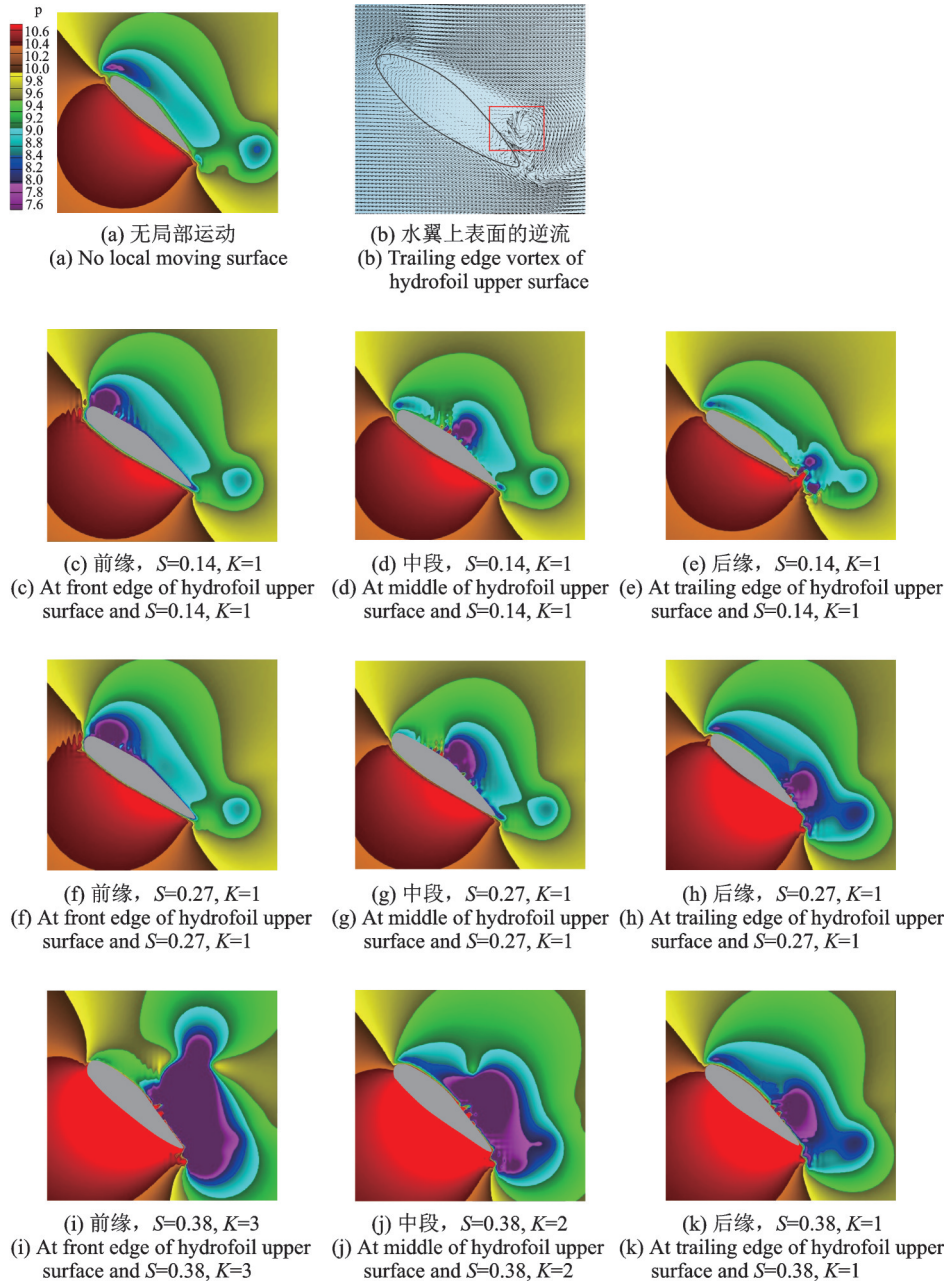 p
10.6
10.4
10.2
10.0
9.8
9.6
9.4
9.2
9.0
8.8
8.6
8.4
8.2
8.0
7.8
7.6
(a) 无局部运动
(a) No local moving surface
(b) 水翼上表面的逆流
(b) Trailing edge vortex of
hydrofoil upper surface
(c) 前缘，S=0.14, K=1
(c) At front edge of hydrofoil upper
surface and S=0.14, K=1
(d) 中段，S=0.14, K=1
(d) At middle of hydrofoil upper
surface and S=0.14, K=1
(e) 后缘，S=0.14, K=1
(e) At trailing edge of hydrofoil upper
surface and S=0.14, K=1
(f) 前缘，S=0.27, K=1
(f) At front edge of hydrofoil upper
surface and S=0.27, K=1
(g) 中段，S=0.27, K=1
(g) At middle of hydrofoil upper
surface and S=0.27, K=1
(h) 后缘，S=0.27, K=1
(h) At trailing edge of hydrofoil upper
surface and S=0.27, K=1
(i) 前缘，S=0.38, K=3
(i) At front edge of hydrofoil upper
surface and S=0.38, K=3
(j) 中段，S=0.38, K=2
(j) At middle of hydrofoil upper
surface and S=0.38, K=2
(k) 后缘，S=0.38, K=1
(k) At trailing edge of hydrofoil upper
surface and S=0.38, K=1